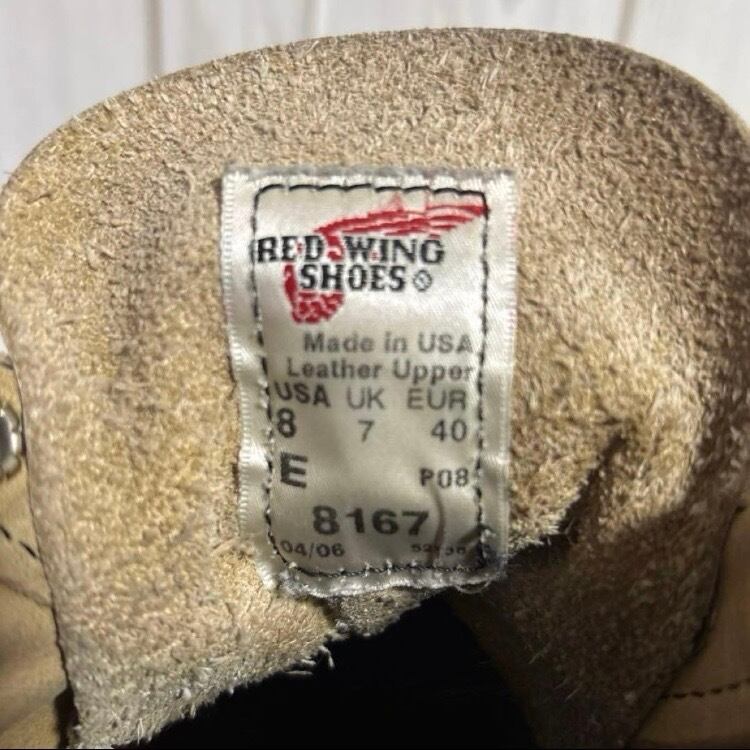 RED WING
SHOES
Made in USA
Leather Upper
USA UK EUR
8 7 40
E P08
8167
04/06